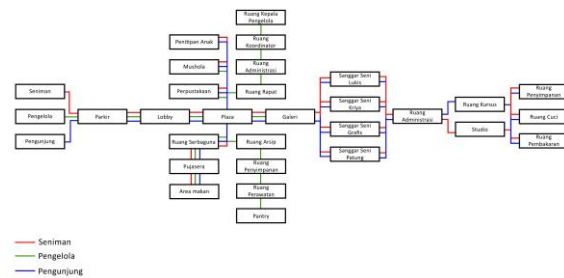 Ruang Kepala
Pengelola
Penitipan Anak
Ruang
Koordinator
Mushola
Ruang
Administrasi
Perpustakaan
Ruang Rapat
Seniman
Pengelola
Pengunjung
Parkir
Lobby
Plaza
Galeri
Sanggar Seni
Lukis
Sanggar Seni
Kriya
Sanggar Seni
Grafis
Sanggar Seni
Patung
Ruang
Administrasi
Ruang Kursus
Studio
Ruang
Penyimpanan
Ruang Cuci
Ruang
Pembakaran
Ruang Serbaguna
Ruang Arsip
Pujasera
Ruang
Penyimpanan
Area makan
Ruang
Perawatan
Pantry
Seniman
Pengelola
Pengunjung